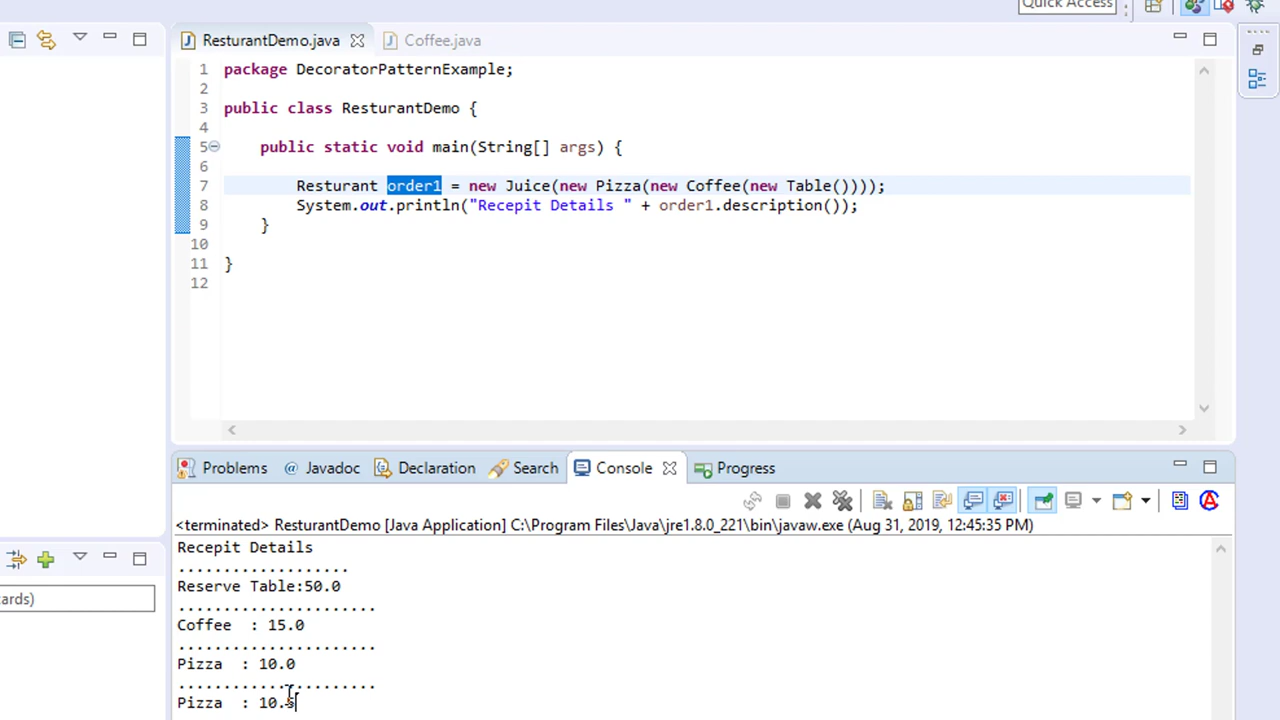 Quick Access
ResturantDemo.java
Coffee.java
1 package DecoratorPatternExample;
2
3 public class ResturantDemo {
4
5 public static void main(String[] args) {
6
7 Resturant order1 = new Juice(new Pizza(new Coffee(new Table())));
8 System.out.println("Recepit Details " + order1.description());
9 }
10
11 }
12
Problems @ Javadoc Declaration Search Console Progress
<terminated> ResturantDemo [Java Application] C:\Program Files\Java\jre1.8.0_221\bin\javaw.exe (Aug 31, 2019, 12:45:35 PM)
Recepit Details
...................
Reserve Table:50.0
......................
Coffee : 15.0
......................
Pizza : 10.0
......................
Pizza :
ards)